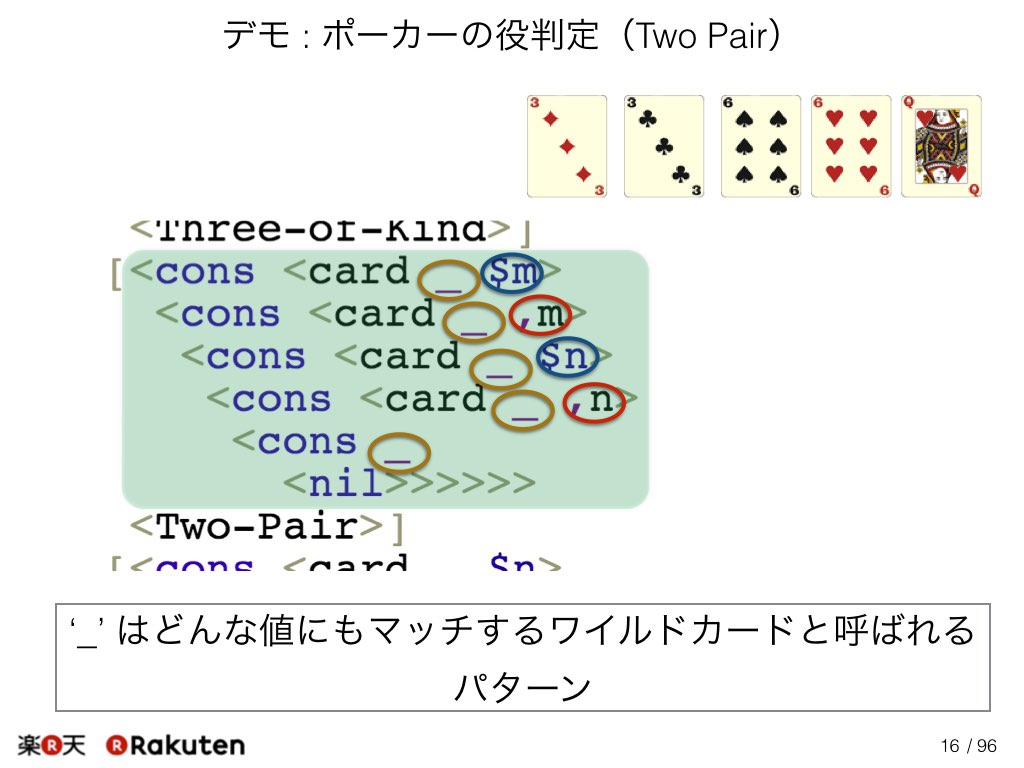 デモ : ポーカーの役判定（Two Pair）
3 3 6 6 Q
3 3 6 6 Q
<Three-of-Kind>]
[<cons <card _ $m>
<cons <card _ ,m>
<cons <card _ $n>
<cons <card _ ,n>
<cons _
<nil>>>>>>>
<Two-Pair>]
[<cons <card _ $n>
‘_’ はどんな値にもマッチするワイルドカードと呼ばれる
パターン
楽R天 R Rakuten 16 / 96